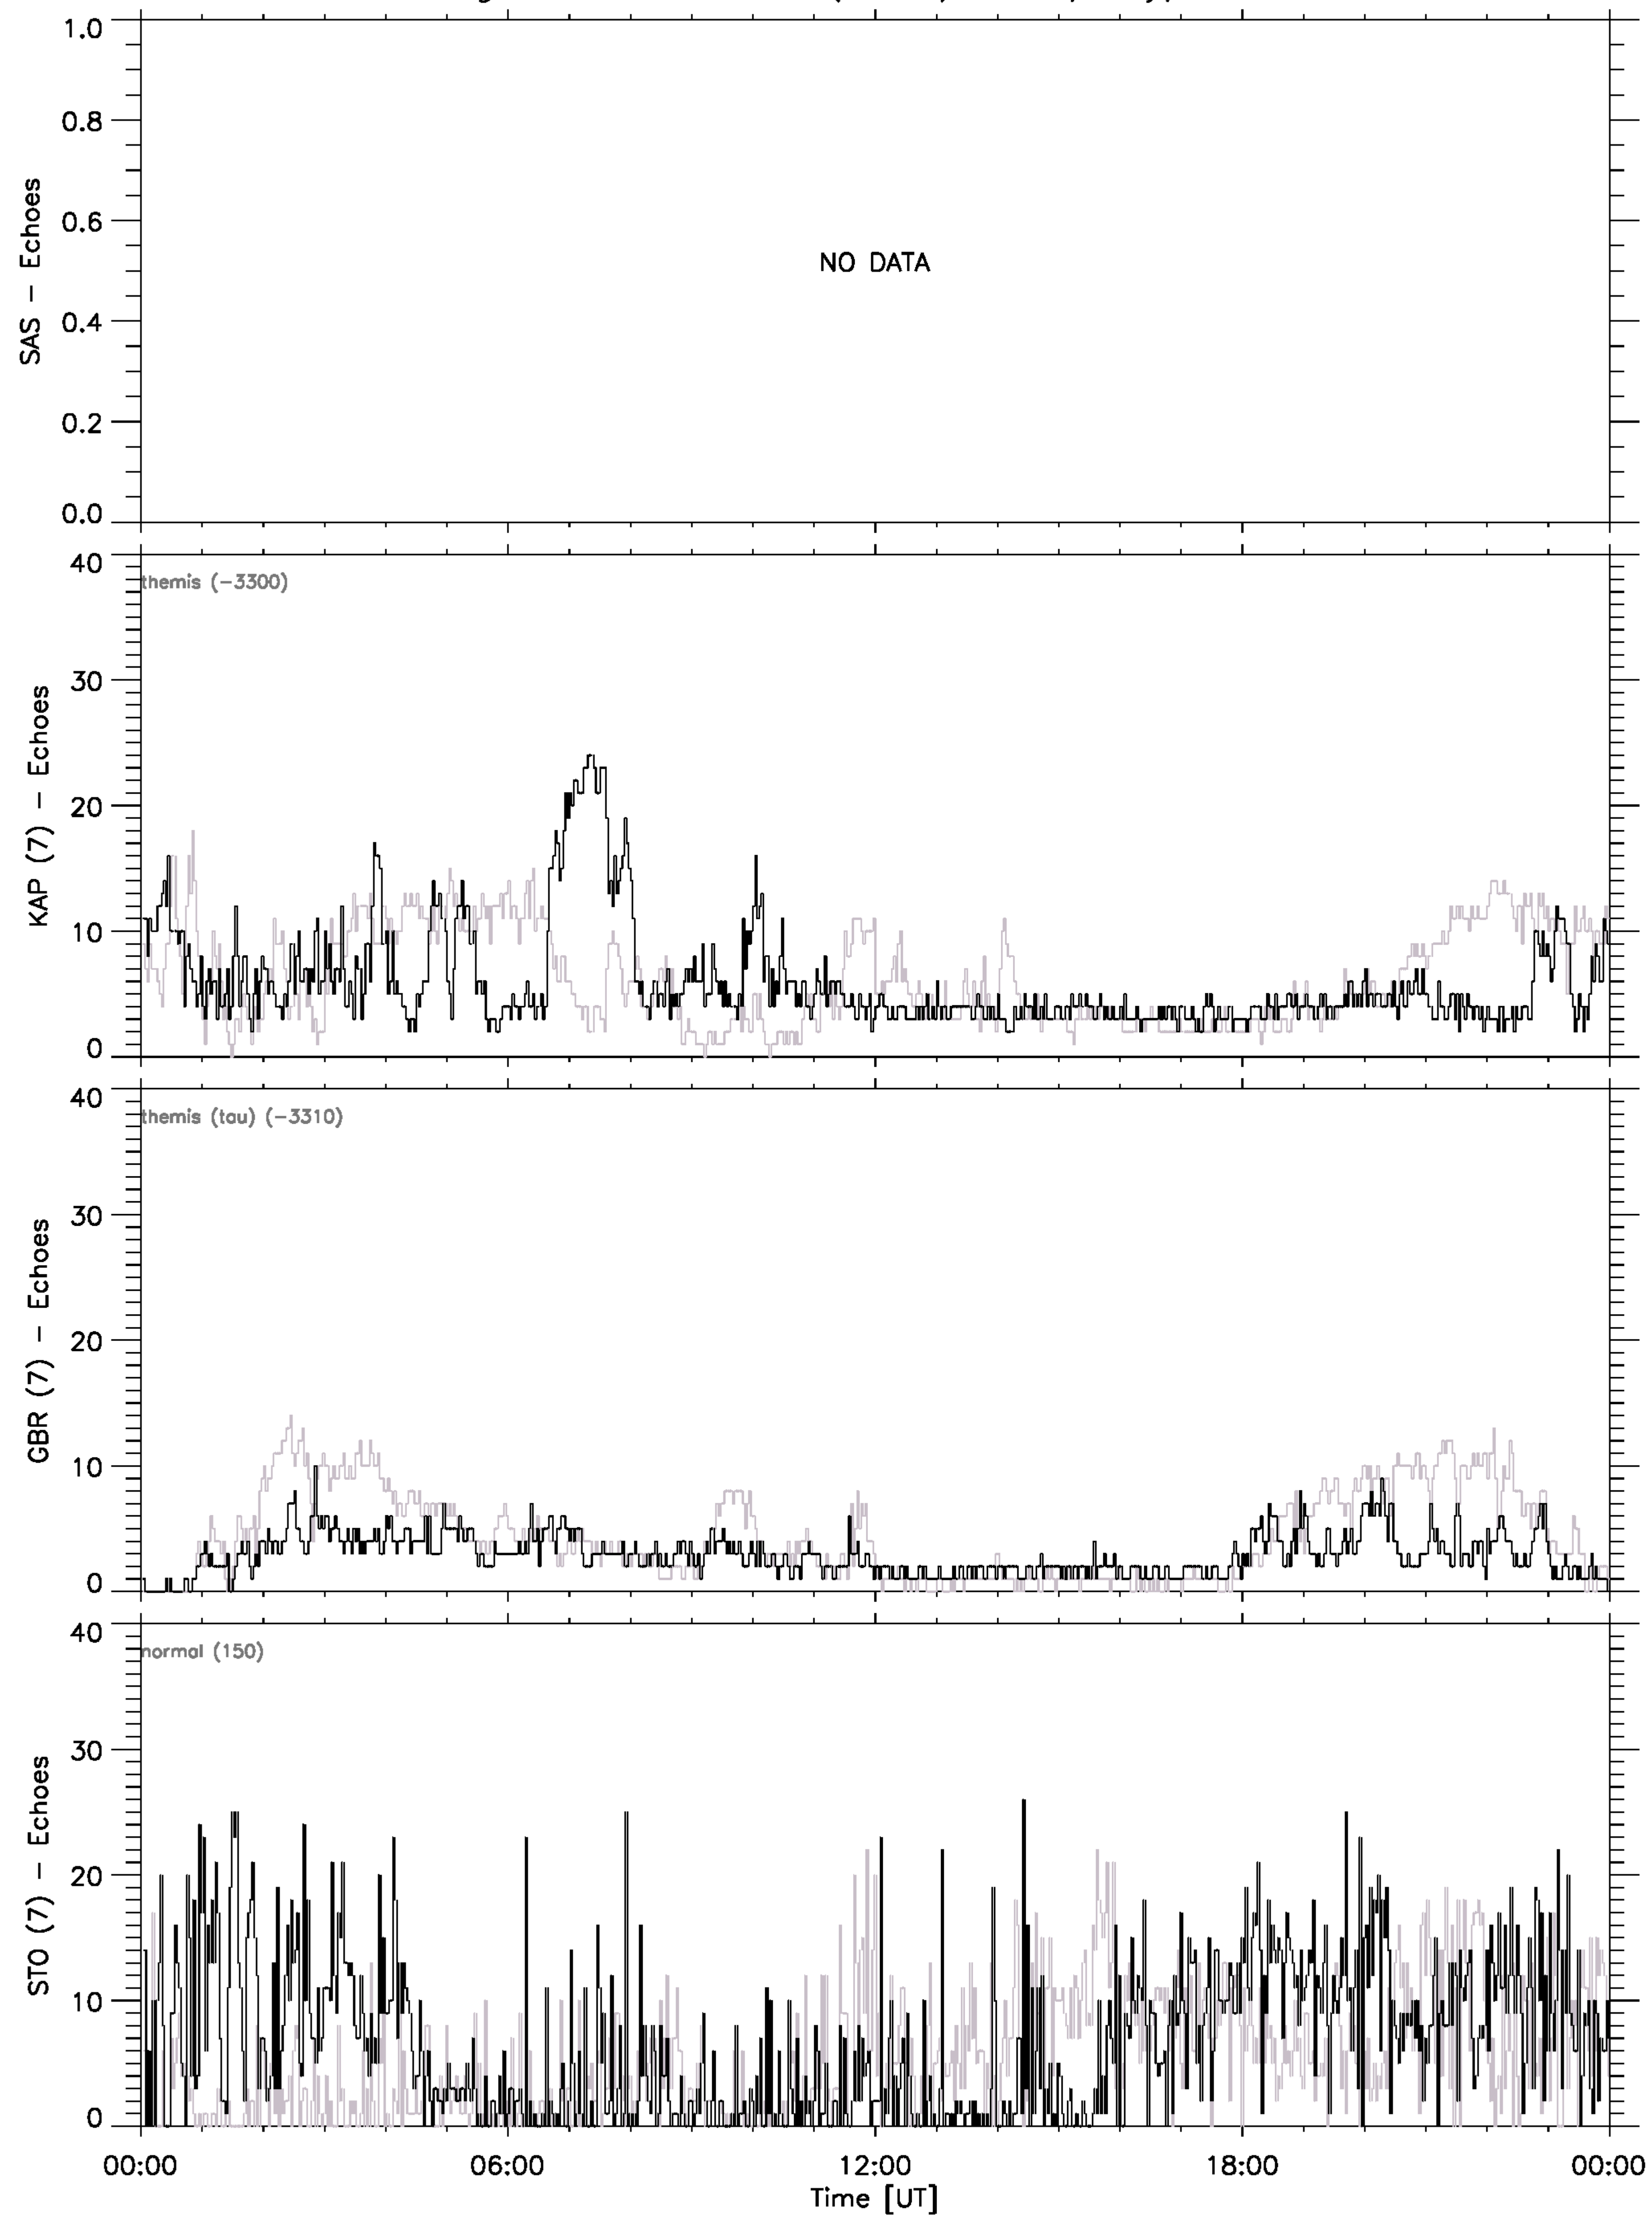 1.0
0.8
0.6
0.4
0.2
0.0
SAS - Echoes
NO DATA
40
30
20
10
0
KAP (7) - Echoes
themis (-3300)
40
30
20
10
0
GBR (7) - Echoes
themis (tau) (-3310)
40
30
20
10
0
STO (7) - Echoes
normal (150)
00:00 06:00 12:00 18:00 00:00
Time [UT]